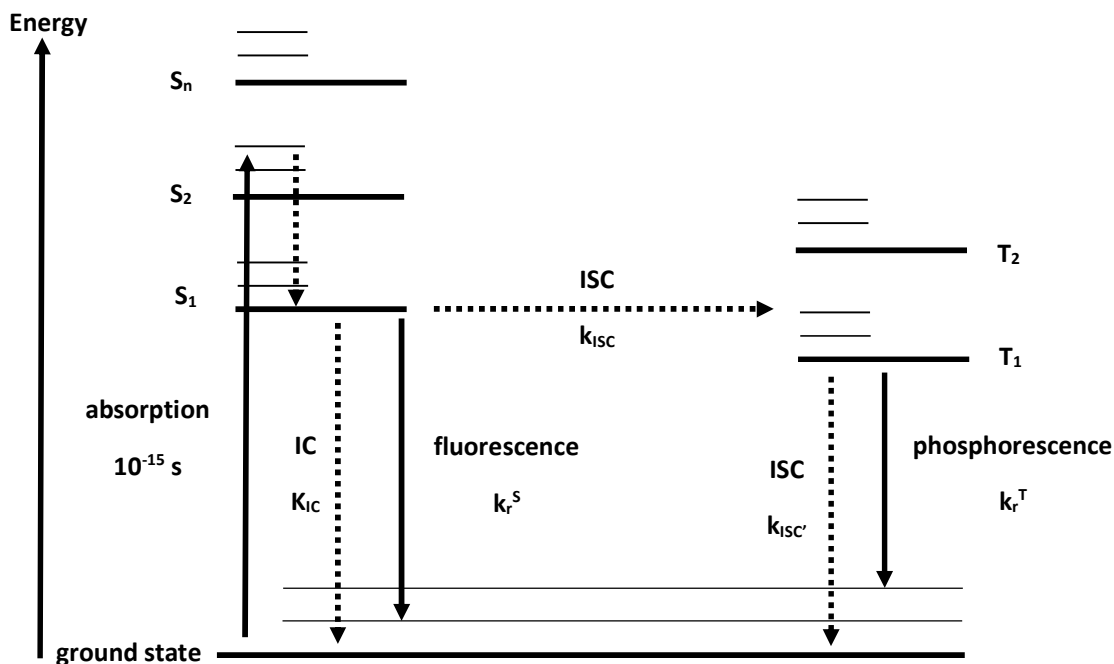 Energy
Sₙ
S₂
T₂
S₁
ISC
k_ISC
T₁
absorption
10⁻¹⁵ s
IC
K_IC
fluorescence
k_r^S
ISC
k_ISC'
phosphorescence
k_r^T
ground state